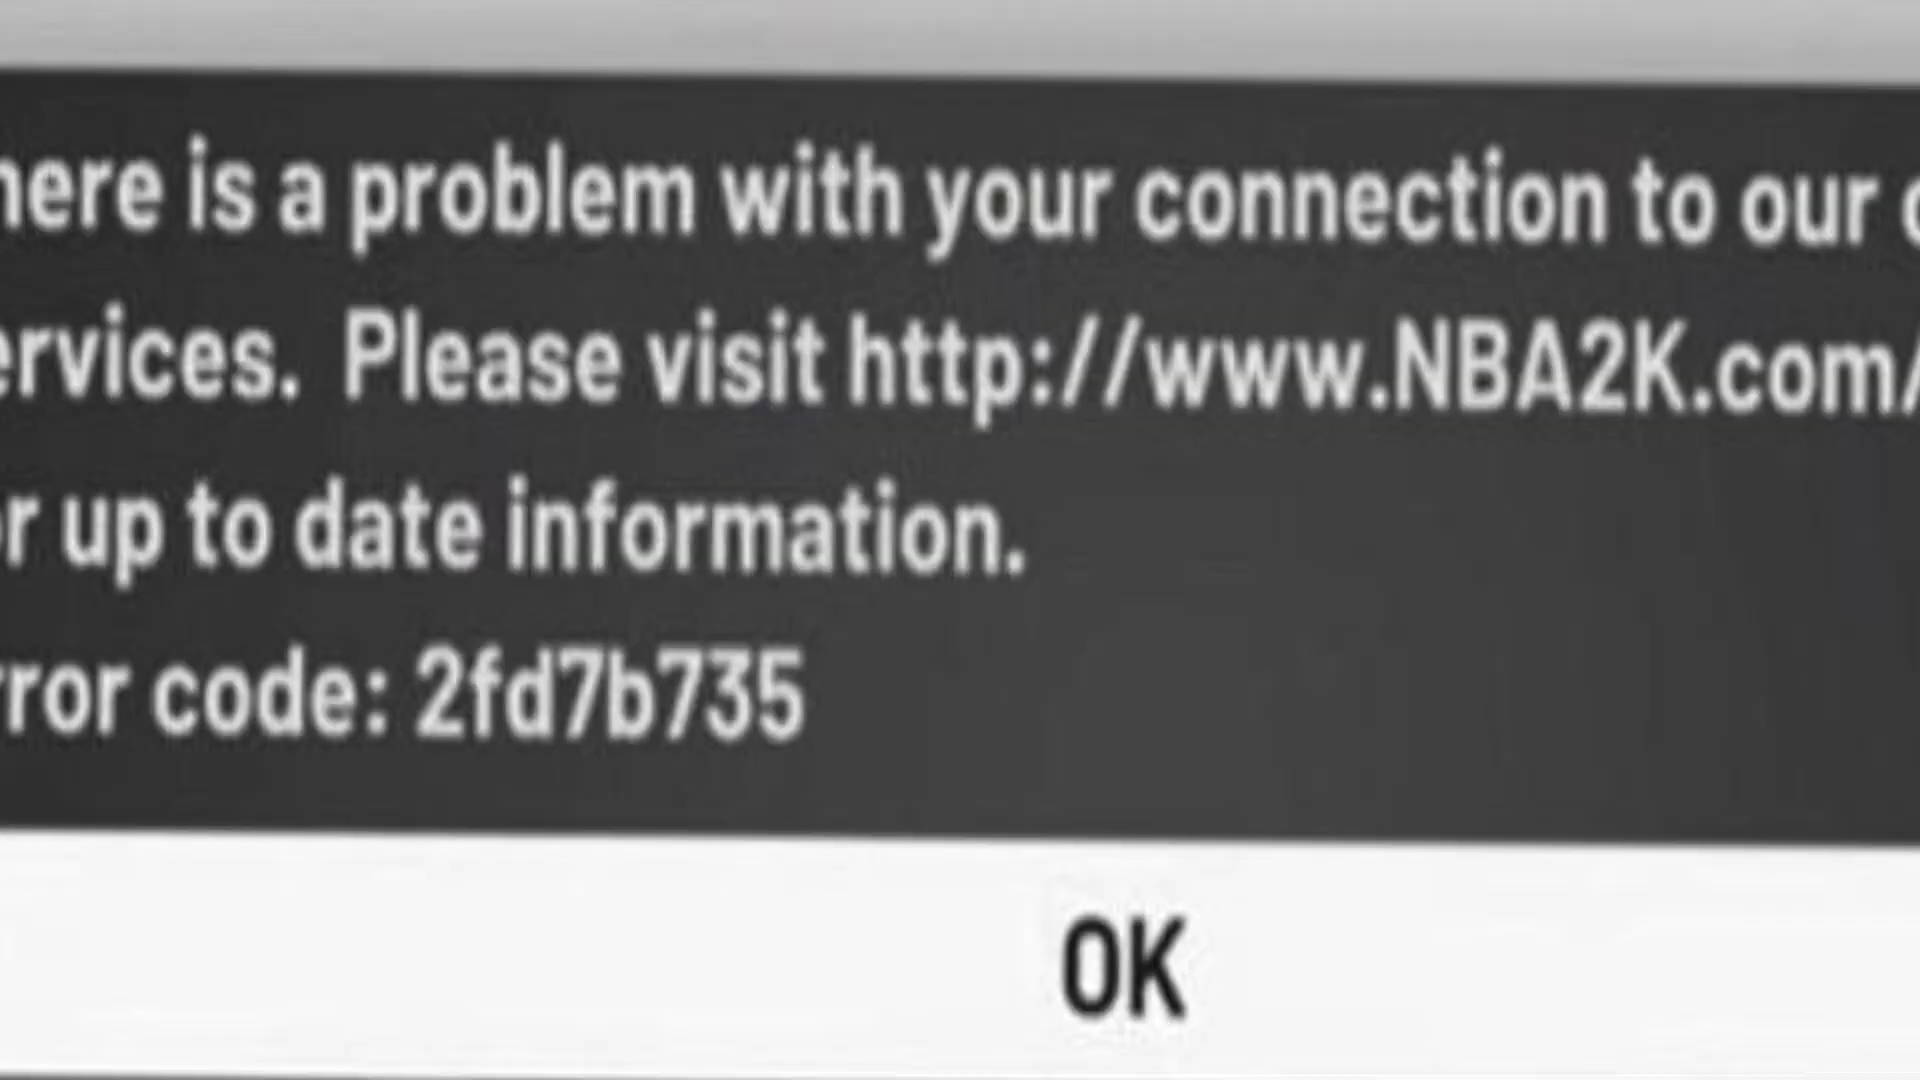 here is a problem with your connection to our
ervices. Please visit http://www.NBA2K.com/
r up to date information.
rror code: 2fd7b735
OK